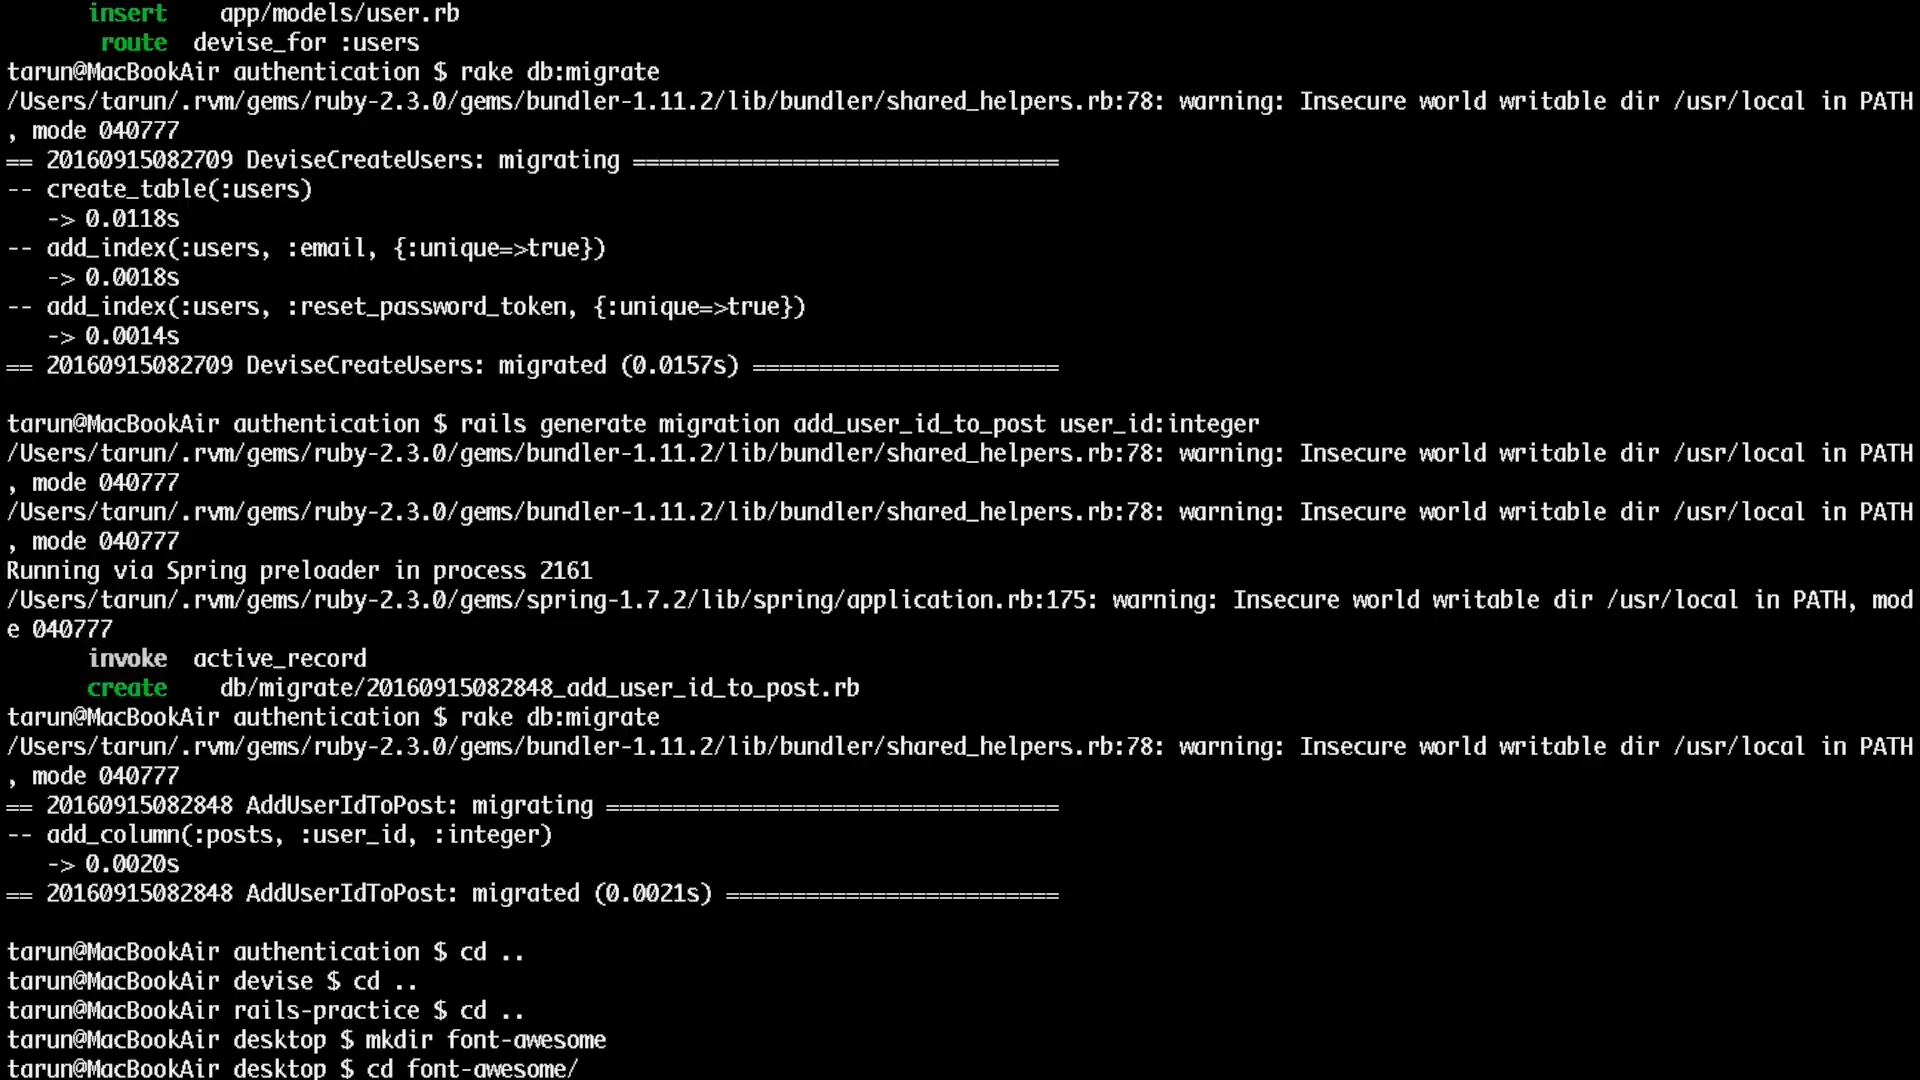 insert    app/models/user.rb
route  devise_for :users
tarun@MacBookAir authentication $ rake db:migrate
/Users/tarun/.rvm/gems/ruby-2.3.0/gems/bundler-1.11.2/lib/bundler/shared_helpers.rb:78: warning: Insecure world writable dir /usr/local in PATH
, mode 040777
== 20160915082709 DeviseCreateUsers: migrating ================================
-- create_table(:users)
   -> 0.0118s
-- add_index(:users, :email, {:unique=>true})
   -> 0.0018s
-- add_index(:users, :reset_password_token, {:unique=>true})
   -> 0.0014s
== 20160915082709 DeviseCreateUsers: migrated (0.0157s) =======================
tarun@MacBookAir authentication $ rails generate migration add_user_id_to_post user_id:integer
/Users/tarun/.rvm/gems/ruby-2.3.0/gems/bundler-1.11.2/lib/bundler/shared_helpers.rb:78: warning: Insecure world writable dir /usr/local in PATH
, mode 040777
/Users/tarun/.rvm/gems/ruby-2.3.0/gems/bundler-1.11.2/lib/bundler/shared_helpers.rb:78: warning: Insecure world writable dir /usr/local in PATH
, mode 040777
Running via Spring preloader in process 2161
/Users/tarun/.rvm/gems/ruby-2.3.0/gems/spring-1.7.2/lib/spring/application.rb:175: warning: Insecure world writable dir /usr/local in PATH, mod
e 040777
invoke  active_record
create    db/migrate/20160915082848_add_user_id_to_post.rb
tarun@MacBookAir authentication $ rake db:migrate
/Users/tarun/.rvm/gems/ruby-2.3.0/gems/bundler-1.11.2/lib/bundler/shared_helpers.rb:78: warning: Insecure world writable dir /usr/local in PATH
, mode 040777
== 20160915082848 AddUserIdToPost: migrating ==================================
-- add_column(:posts, :user_id, :integer)
   -> 0.0020s
== 20160915082848 AddUserIdToPost: migrated (0.0021s) =========================
tarun@MacBookAir authentication $ cd ..
tarun@MacBookAir devise $ cd ..
tarun@MacBookAir rails-practice $ cd ..
tarun@MacBookAir desktop $ mkdir font-awesome
tarun@MacBookAir desktop $ cd font-awesome/